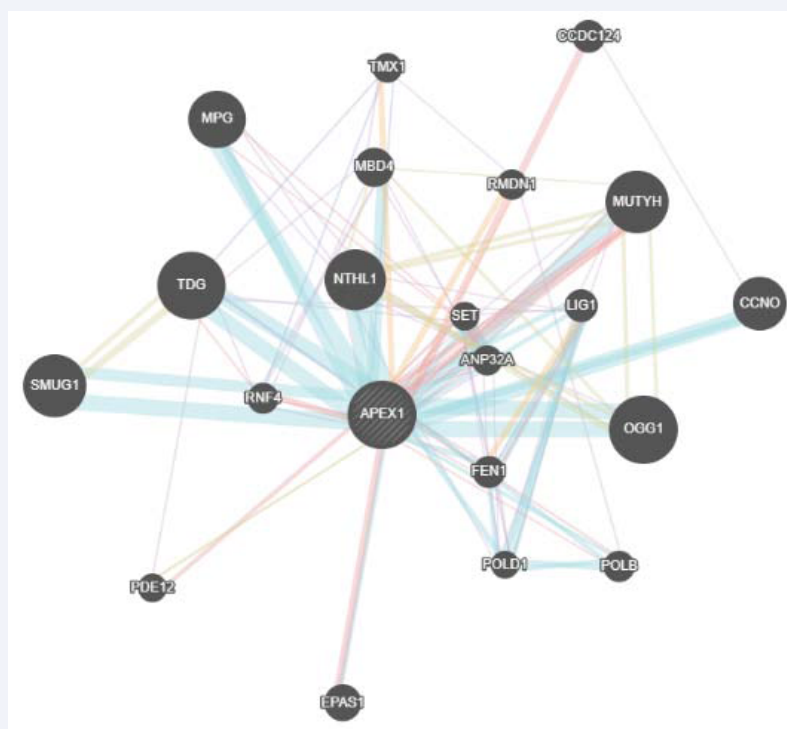 CCDC124
TMX1
MPG
MBD4
RMDN1
MUTYH
TDG
NTHL1
CCNO
SET
LIG1
ANP32A
SMUG1
RNF4
APEX1
OGG1
FEN1
POLD1
POLB
PDE12
EPAS1